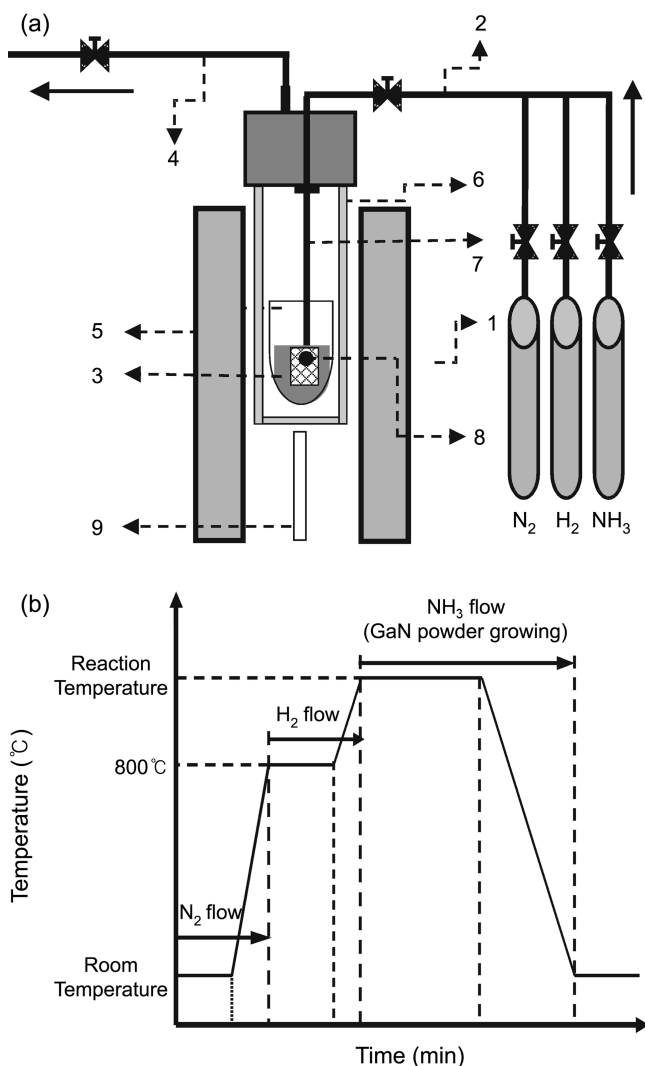 (a)
2
4
6
7
5
1
3
8
9
N₂ H₂ NH₃
(b)
NH₃ flow
(GaN powder growing)
Reaction
Temperature
H₂ flow
800℃
Temperature (℃)
N₂ flow
Room
Temperature
Time (min)